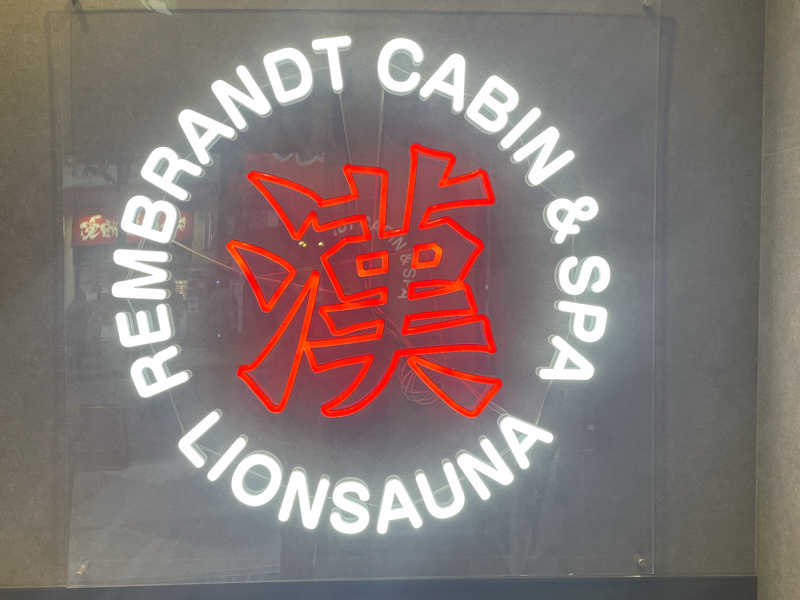 REMBRANDT CABIN & SPA
漢
LIONSAUNA